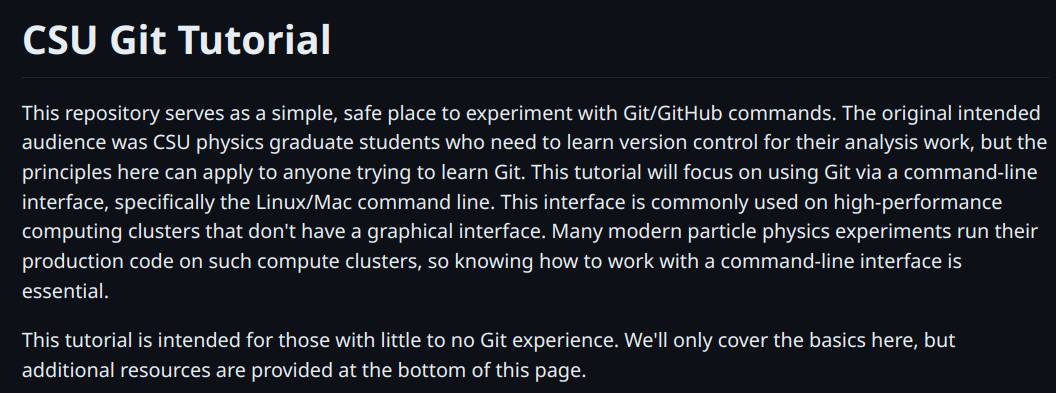 CSU Git Tutorial
This repository serves as a simple, safe place to experiment with Git/GitHub commands. The original intended
audience was CSU physics graduate students who need to learn version control for their analysis work, but the
principles here can apply to anyone trying to learn Git. This tutorial will focus on using Git via a command-line
interface, specifically the Linux/Mac command line. This interface is commonly used on high-performance
computing clusters that don't have a graphical interface. Many modern particle physics experiments run their
production code on such compute clusters, so knowing how to work with a command-line interface is
essential.
This tutorial is intended for those with little to no Git experience. We'll only cover the basics here, but
additional resources are provided at the bottom of this page.